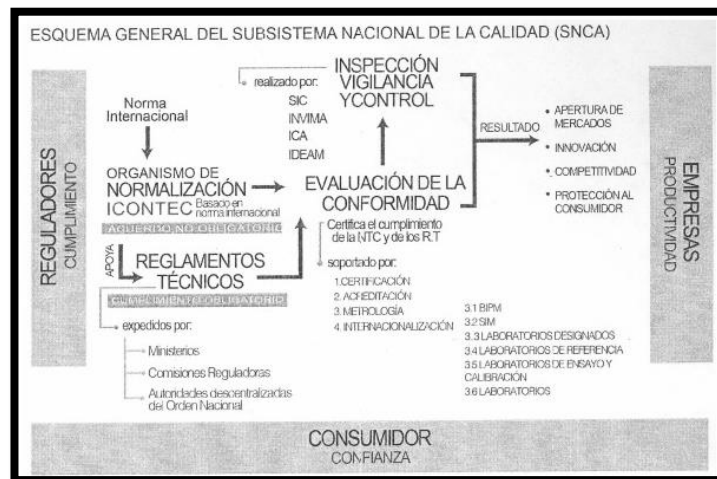 ESQUEMA GENERAL DEL SUBSISTEMA NACIONAL DE LA CALIDAD (SNCA)
REGULADORES
CUMPLIMIENTO
Norma
Internacional
ORGANISMO DE
NORMALIZACIÓN
ICONTEC
Basado en
norma internacional
ACUERDO NO OBLIGATORIO
APOYA
REGLAMENTOS
TÉCNICOS
CUMPLIMIENTO OBLIGATORIO
expedidos por:
Ministerios
Comisiones Reguladoras
Autoridades descentralizadas
del Orden Nacional
realizado por:
SIC
INVIMA
ICA
IDEAM
INSPECCIÓN
VIGILANCIA
Y CONTROL
EVALUACIÓN DE LA
CONFORMIDAD
Certifica el cumplimiento
de la NTC y de los R.T
soportado por:
1. CERTIFICACIÓN
2. ACREDITACIÓN
3. METROLOGÍA
4. INTERNACIONALIZACIÓN
3.1 BIPM
3.2 SIM
3.3 LABORATORIOS DESIGNADOS
3.4 LABORATORIOS DE REFERENCIA
3.5 LABORATORIOS DE ENSAYO Y
CALIBRACIÓN
3.6 LABORATORIOS
RESULTADO
• APERTURA DE
MERCADOS
• INNOVACIÓN
• COMPETITIVIDAD
• PROTECCIÓN AL
CONSUMIDOR
EMPRESAS
PRODUCTIVIDAD
CONSUMIDOR
CONFIANZA